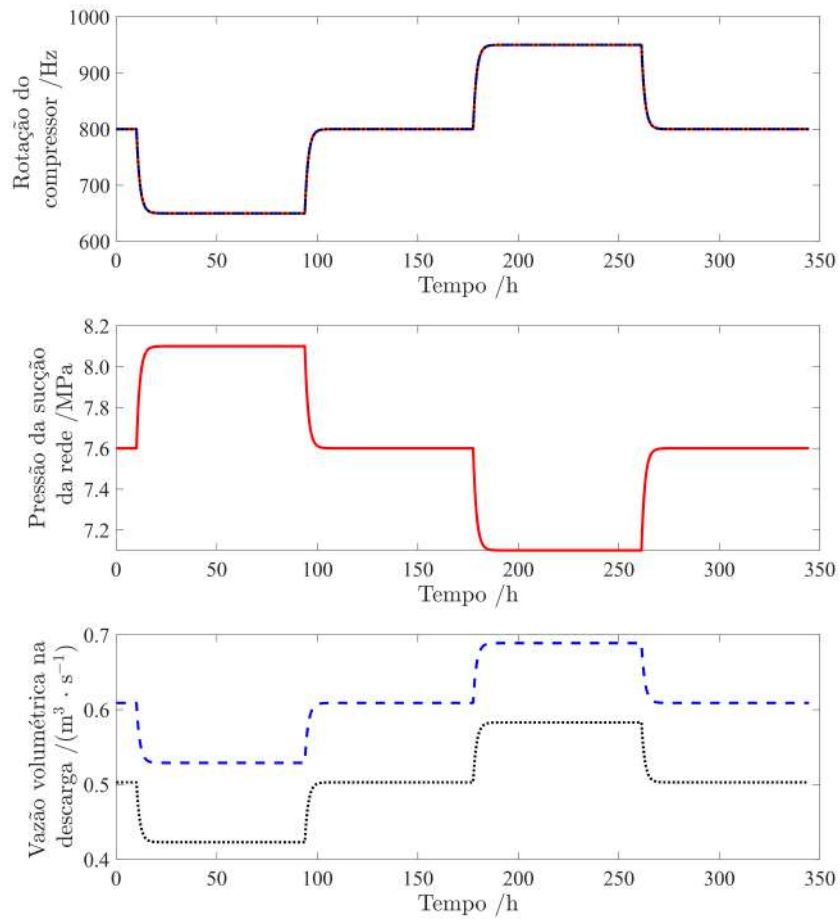 1000
900
800
700
600
Rotação do
compressor /Hz
0 50 100 150 200 250 300 350
Tempo /h
8.2
8.0
7.8
7.6
7.4
7.2
Pressão da sucção
da rede /MPa
0 50 100 150 200 250 300 350
Tempo /h
0.7
0.6
0.5
0.4
Vazão volumétrica na
descarga /(m³ · s⁻¹)
0 50 100 150 200 250 300 350
Tempo /h